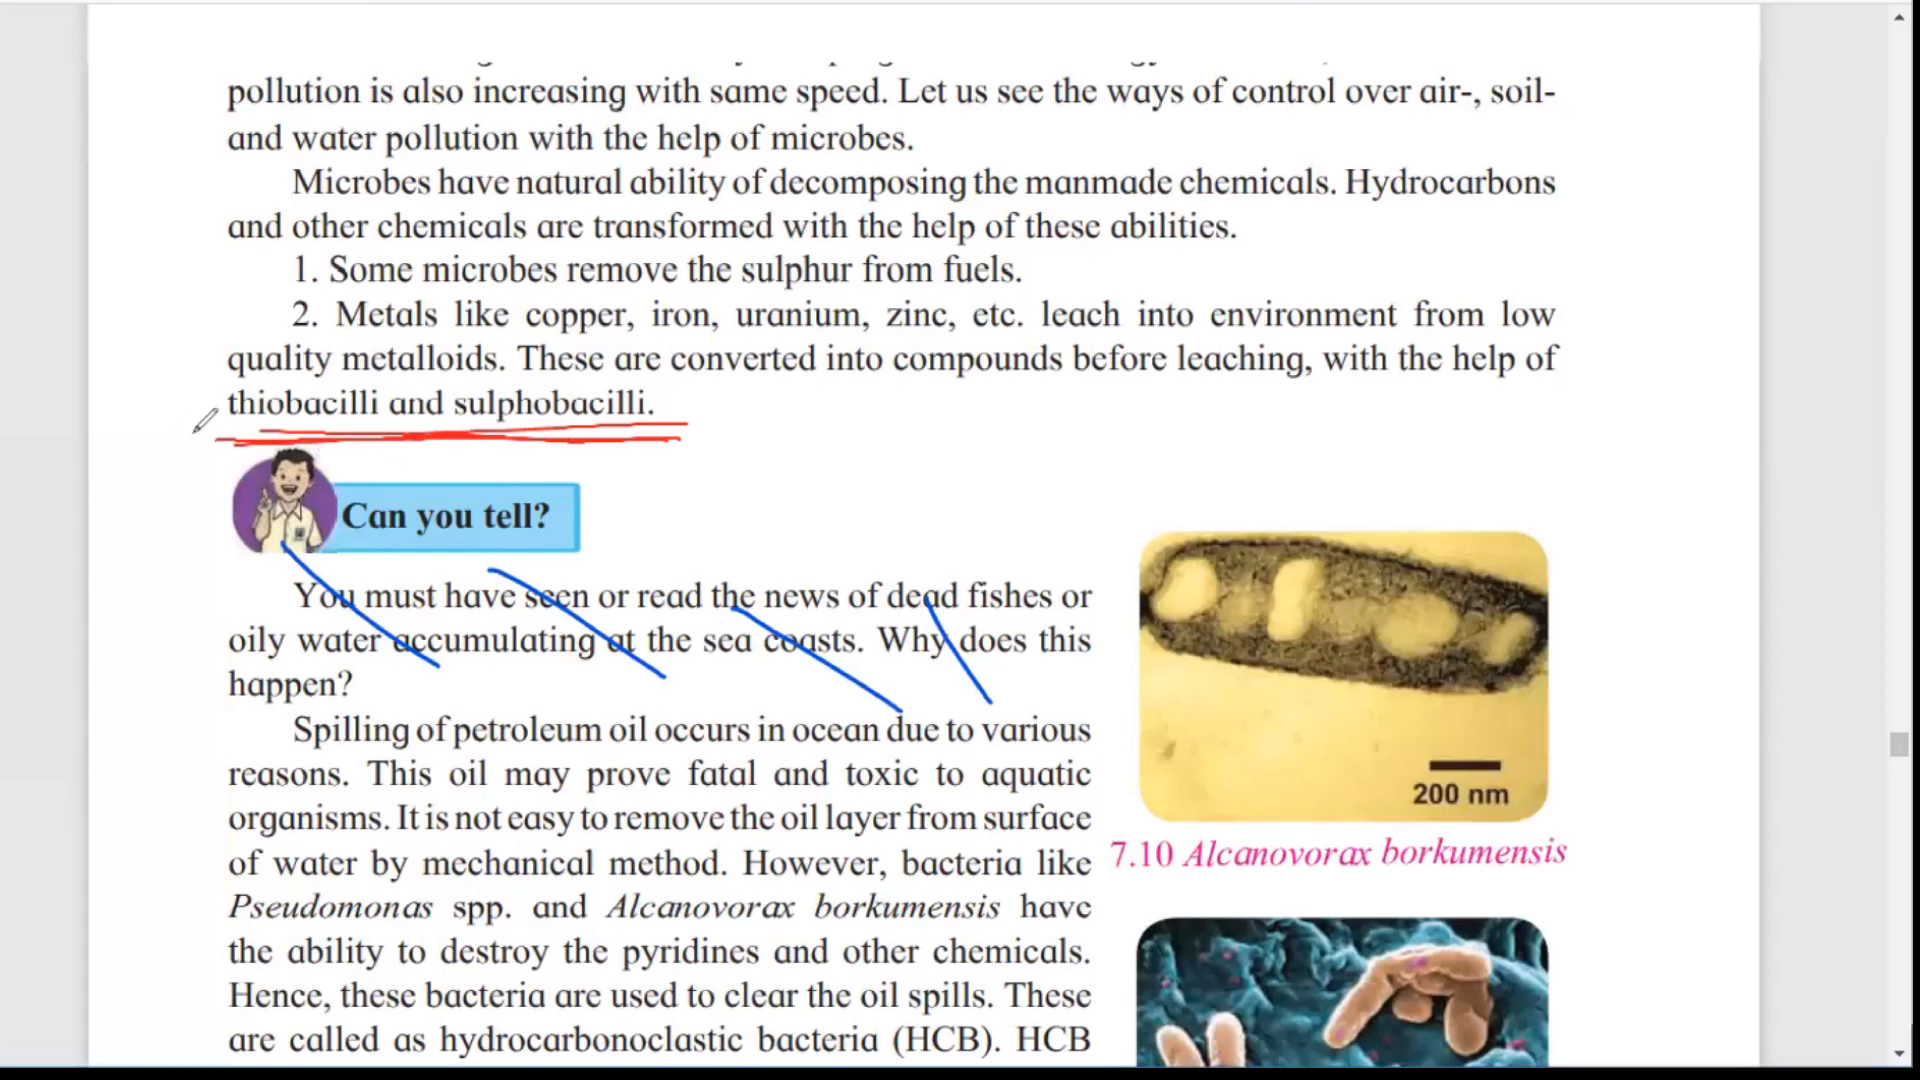 pollution is also increasing with same speed. Let us see the ways of control over air-, soil-
and water pollution with the help of microbes.
Microbes have natural ability of decomposing the manmade chemicals. Hydrocarbons
and other chemicals are transformed with the help of these abilities.
1. Some microbes remove the sulphur from fuels.
2. Metals like copper, iron, uranium, zinc, etc. leach into environment from low
quality metalloids. These are converted into compounds before leaching, with the help of
thiobacilli and sulphobacilli.
Can you tell?
You must have seen or read the news of dead fishes or
oily water accumulating at the sea coasts. Why does this
happen?
Spilling of petroleum oil occurs in ocean due to various
reasons. This oil may prove fatal and toxic to aquatic
organisms. It is not easy to remove the oil layer from surface
of water by mechanical method. However, bacteria like
Pseudomonas spp. and Alcanovorax borkumensis have
the ability to destroy the pyridines and other chemicals.
Hence, these bacteria are used to clear the oil spills. These
are called as hydrocarbonoclastic bacteria (HCB). HCB
200 nm
7.10 Alcanovorax borkumensis